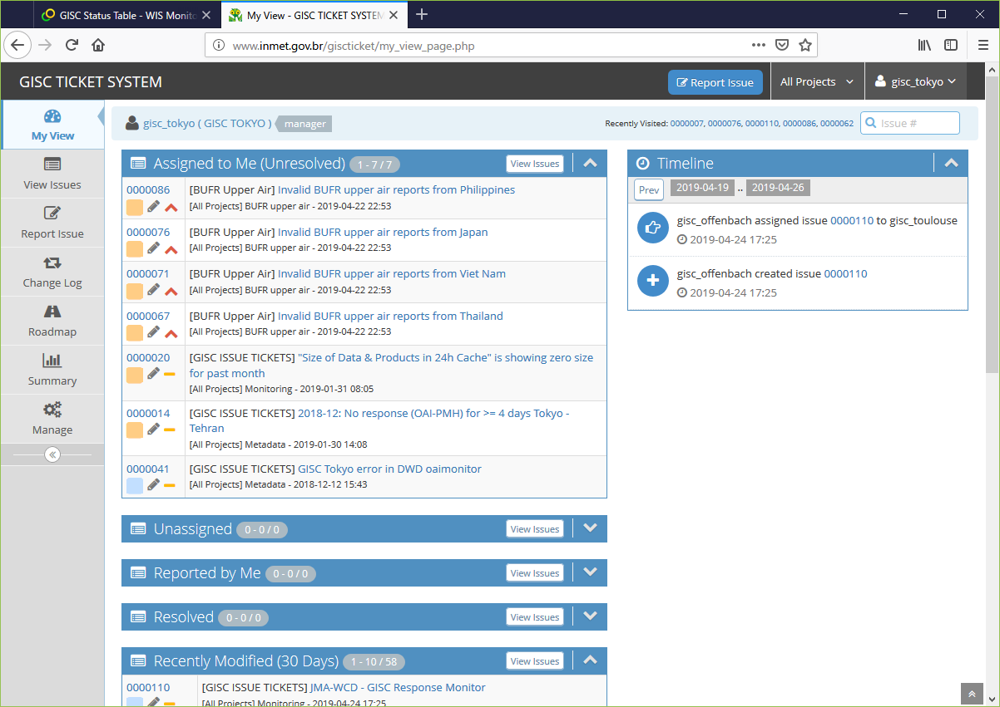 GISC Status Table - WIS Monito
My View - GISC TICKET SYSTEM
www.inmet.gov.br/giscticket/my_view_page.php
GISC TICKET SYSTEM
Report Issue
All Projects
gisc_tokyo
My View
View Issues
Report Issue
Change Log
Roadmap
Summary
Manage
gisc_tokyo ( GISC TOKYO )
manager
Recently Visited: 0000007, 0000076, 0000110, 0000086, 0000062
Issue #
Assigned to Me (Unresolved) 1 - 7 / 7
View Issues
0000086
[BUFR Upper Air] Invalid BUFR upper air reports from Philippines
[All Projects] BUFR upper air - 2019-04-22 22:53
0000076
[BUFR Upper Air] Invalid BUFR upper air reports from Japan
[All Projects] BUFR upper air - 2019-04-22 22:53
0000071
[BUFR Upper Air] Invalid BUFR upper air reports from Viet Nam
[All Projects] BUFR upper air - 2019-04-22 22:53
0000067
[BUFR Upper Air] Invalid BUFR upper air reports from Thailand
[All Projects] BUFR upper air - 2019-04-22 22:53
0000020
[GISC ISSUE TICKETS] "Size of Data & Products in 24h Cache" is showing zero size
for past month
[All Projects] Monitoring - 2019-01-31 08:05
0000014
[GISC ISSUE TICKETS] 2018-12: No response (OAI-PMH) for >= 4 days Tokyo -
Tehran
[All Projects] Metadata - 2019-01-30 14:08
0000041
[GISC ISSUE TICKETS] GISC Tokyo error in DWD oaimonitor
[All Projects] Metadata - 2018-12-12 15:43
Unassigned 0 - 0 / 0
View Issues
Reported by Me 0 - 0 / 0
View Issues
Resolved 0 - 0 / 0
View Issues
Recently Modified (30 Days) 1 - 10 / 58
View Issues
0000110
[GISC ISSUE TICKETS] JMA-WCD - GISC Response Monitor
[All Projects] Monitoring - 2019-04-24 17:25
Timeline
Prev 2019-04-19 .. 2019-04-26
gisc_offenbach assigned issue 0000110 to gisc_toulouse
2019-04-24 17:25
gisc_offenbach created issue 0000110
2019-04-24 17:25